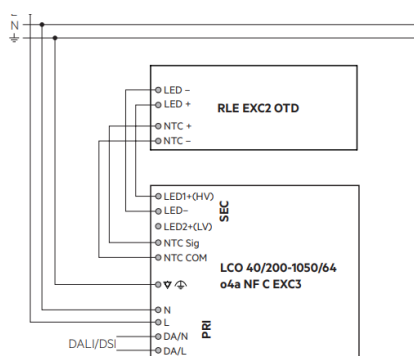 N
LED –
LED +
NTC +
NTC –
RLE EXC2 OTD
LED1+(HV)
LED–
LED2+(LV)
NTC Sig
NTC COM
SEC
LCO 40/200-1050/64
o4a NF C EXC3
N
L
DA/N
DA/L
PRI
DALI/DSI